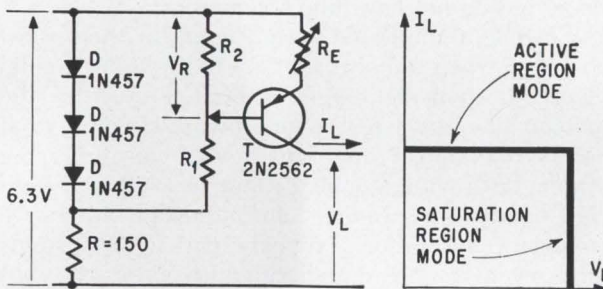 D
1N457
D
1N457
D
1N457
R=150
6.3V
V_R
R_2
R_1
R_E
T
2N2562
I_L
V_L
I_L
ACTIVE
REGION
MODE
SATURATION
REGION
MODE